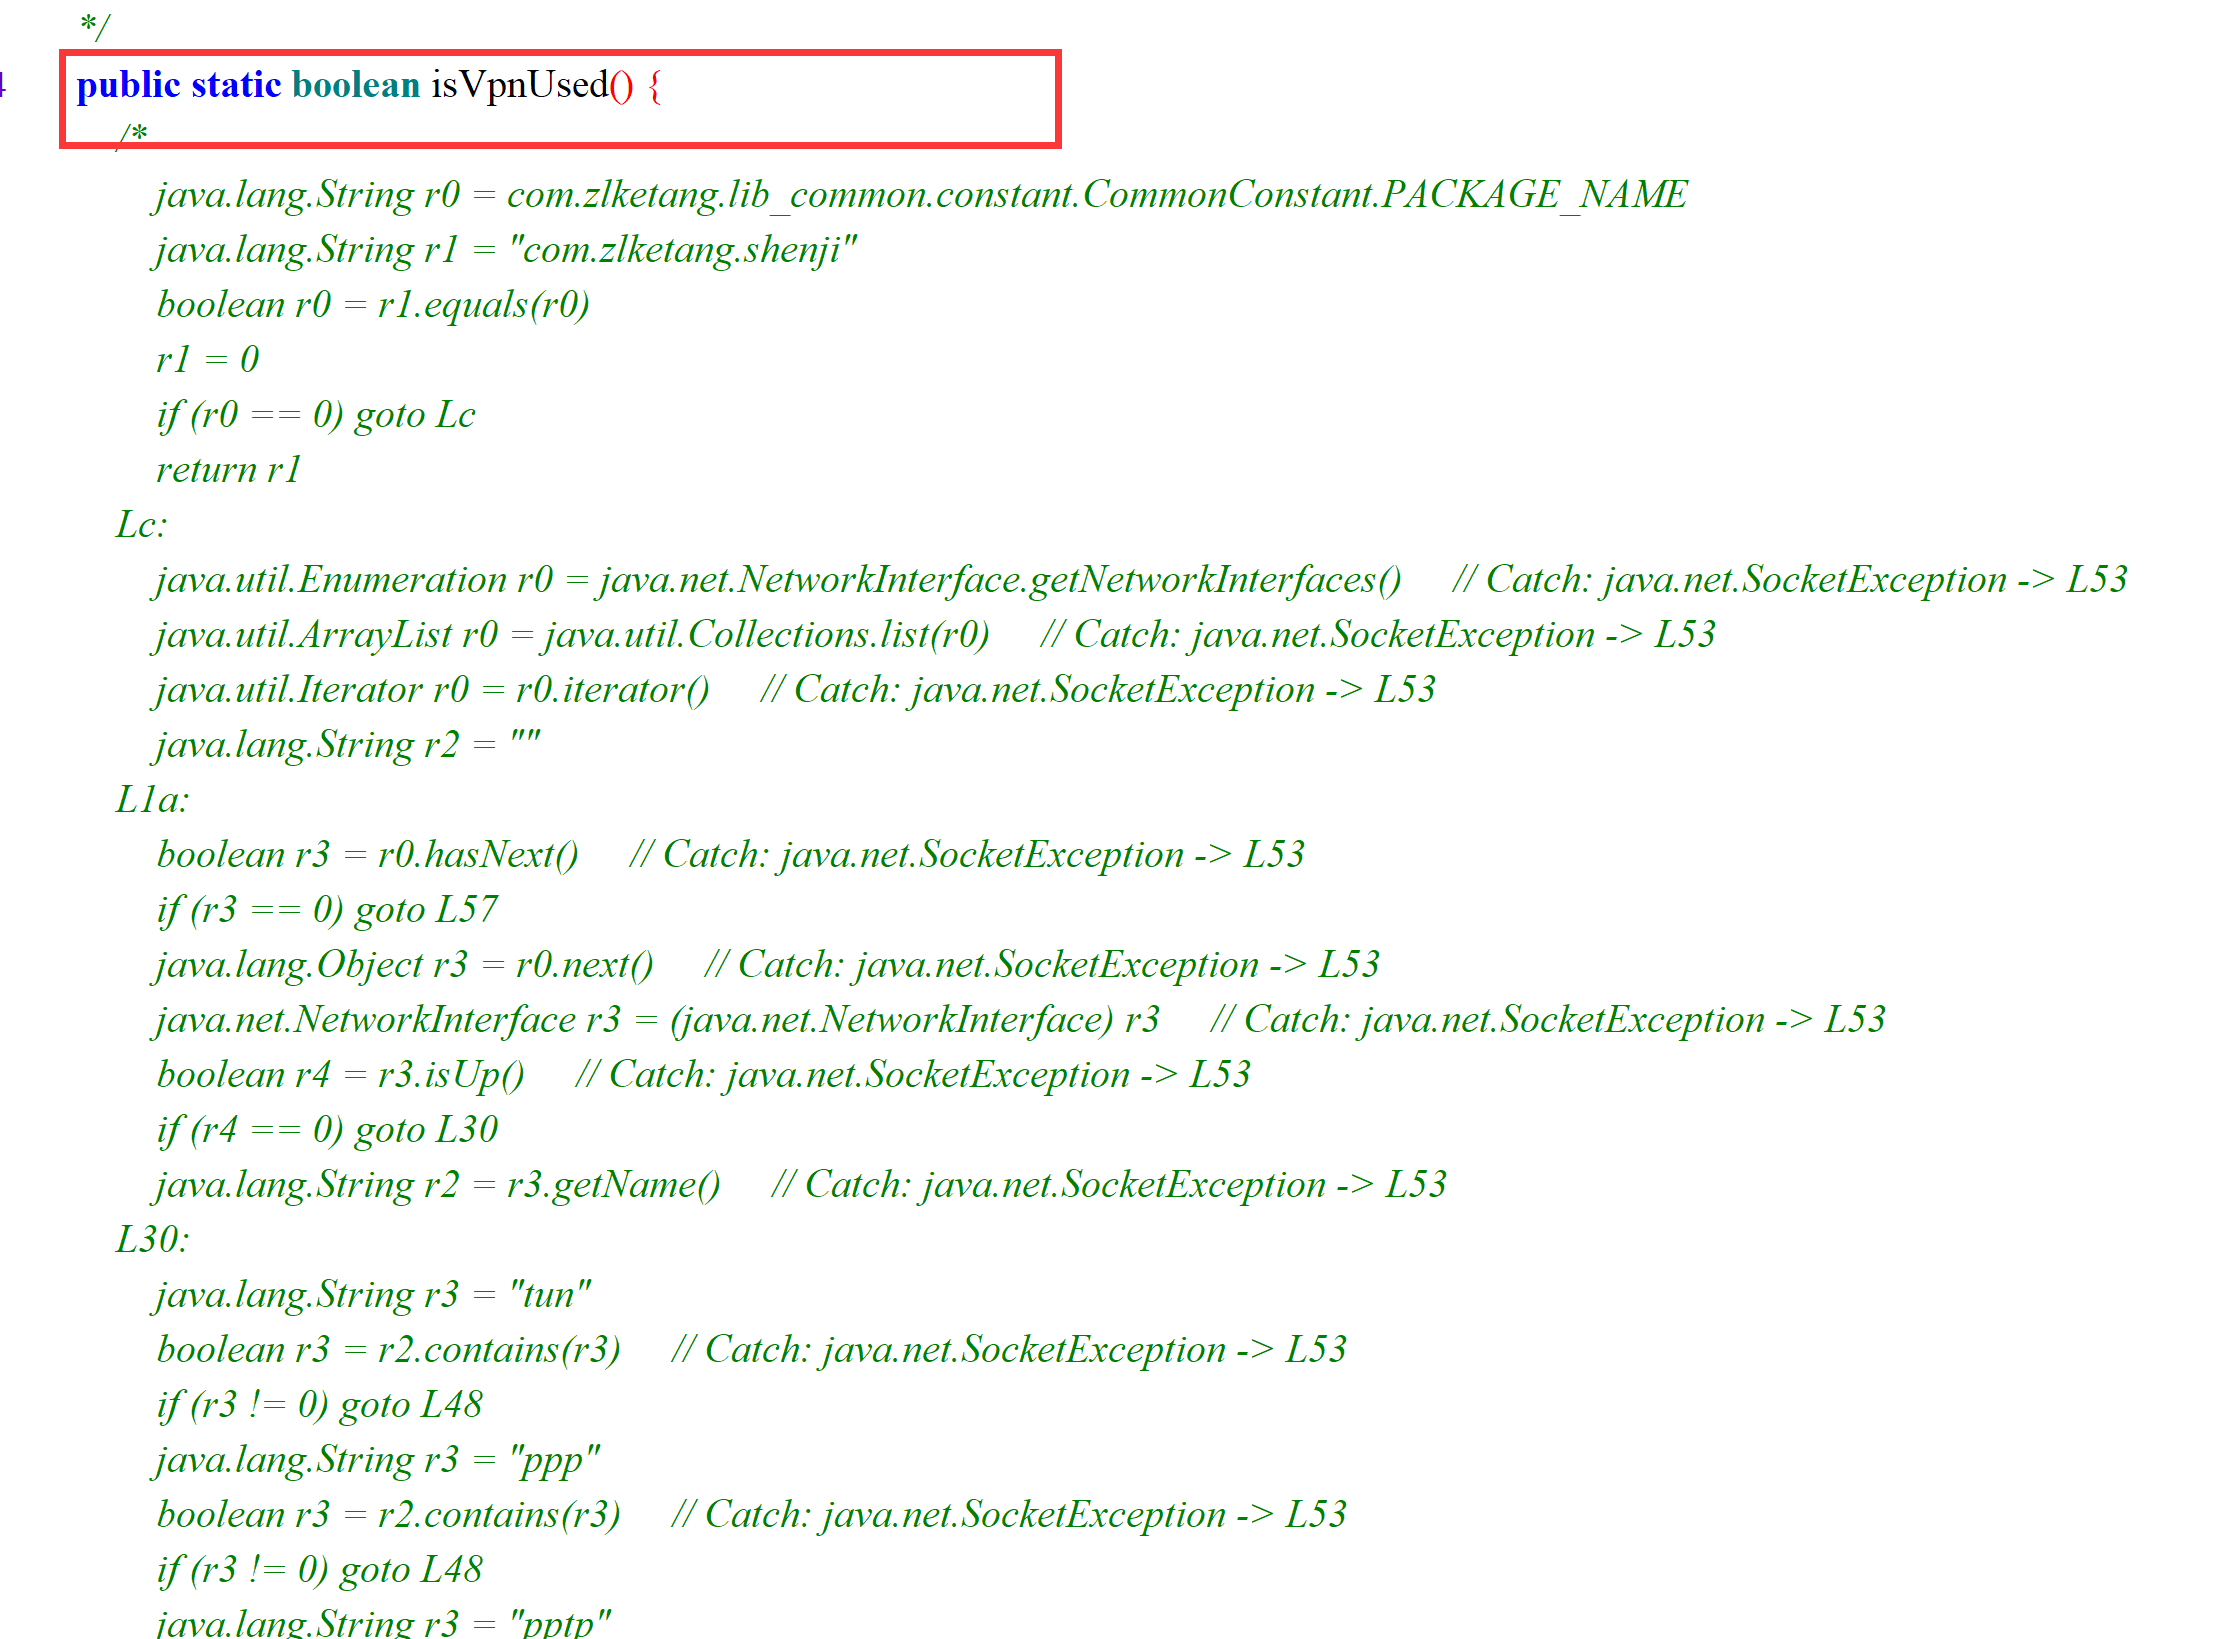 */
4 public static boolean isVpnUsed() {
/*
java.lang.String r0 = com.zlketang.lib_common.constant.CommonConstant.PACKAGE_NAME
java.lang.String r1 = "com.zlketang.shenji"
boolean r0 = r1.equals(r0)
r1 = 0
if (r0 == 0) goto Lc
return r1
Lc:
java.util.Enumeration r0 = java.net.NetworkInterface.getNetworkInterfaces() // Catch: java.net.SocketException -> L53
java.util.ArrayList r0 = java.util.Collections.list(r0) // Catch: java.net.SocketException -> L53
java.util.Iterator r0 = r0.iterator() // Catch: java.net.SocketException -> L53
java.lang.String r2 = ""
L1a:
boolean r3 = r0.hasNext() // Catch: java.net.SocketException -> L53
if (r3 == 0) goto L57
java.lang.Object r3 = r0.next() // Catch: java.net.SocketException -> L53
java.net.NetworkInterface r3 = (java.net.NetworkInterface) r3 // Catch: java.net.SocketException -> L53
boolean r4 = r3.isUp() // Catch: java.net.SocketException -> L53
if (r4 == 0) goto L30
java.lang.String r2 = r3.getName() // Catch: java.net.SocketException -> L53
L30:
java.lang.String r3 = "tun"
boolean r3 = r2.contains(r3) // Catch: java.net.SocketException -> L53
if (r3 != 0) goto L48
java.lang.String r3 = "ppp"
boolean r3 = r2.contains(r3) // Catch: java.net.SocketException -> L53
if (r3 != 0) goto L48
java.lang.String r3 = "pptp"